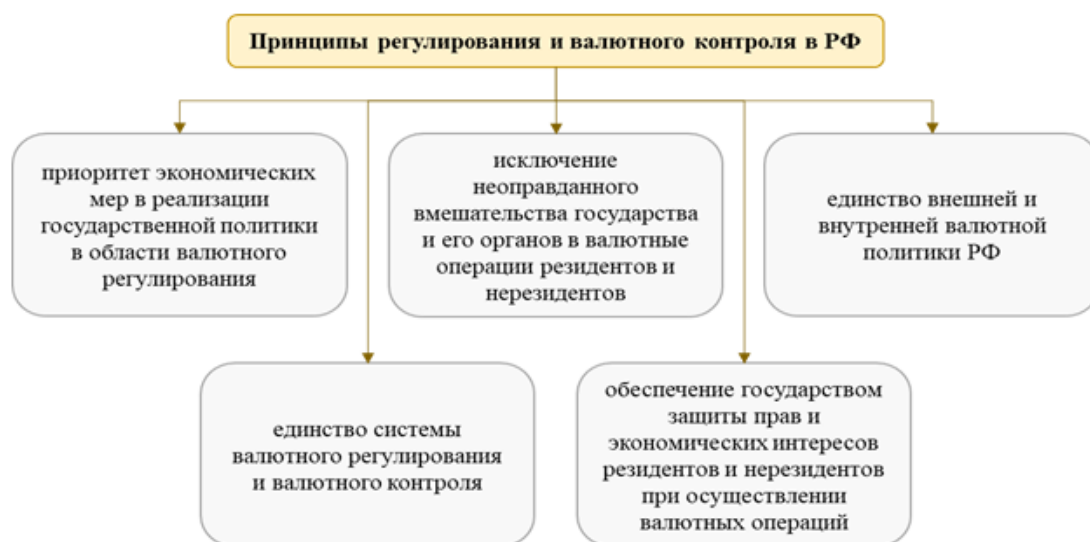 Принципы регулирования и валютного контроля в РФ
приоритет экономических
мер в реализации
государственной политики
в области валютного
регулирования
исключение
неоправданного
вмешательства государства
и его органов в валютные
операции резидентов и
нерезидентов
единство внешней и
внутренней валютной
политики РФ
единство системы
валютного регулирования
и валютного контроля
обеспечение государством
защиты прав и
экономических интересов
резидентов и нерезидентов
при осуществлении
валютных операций